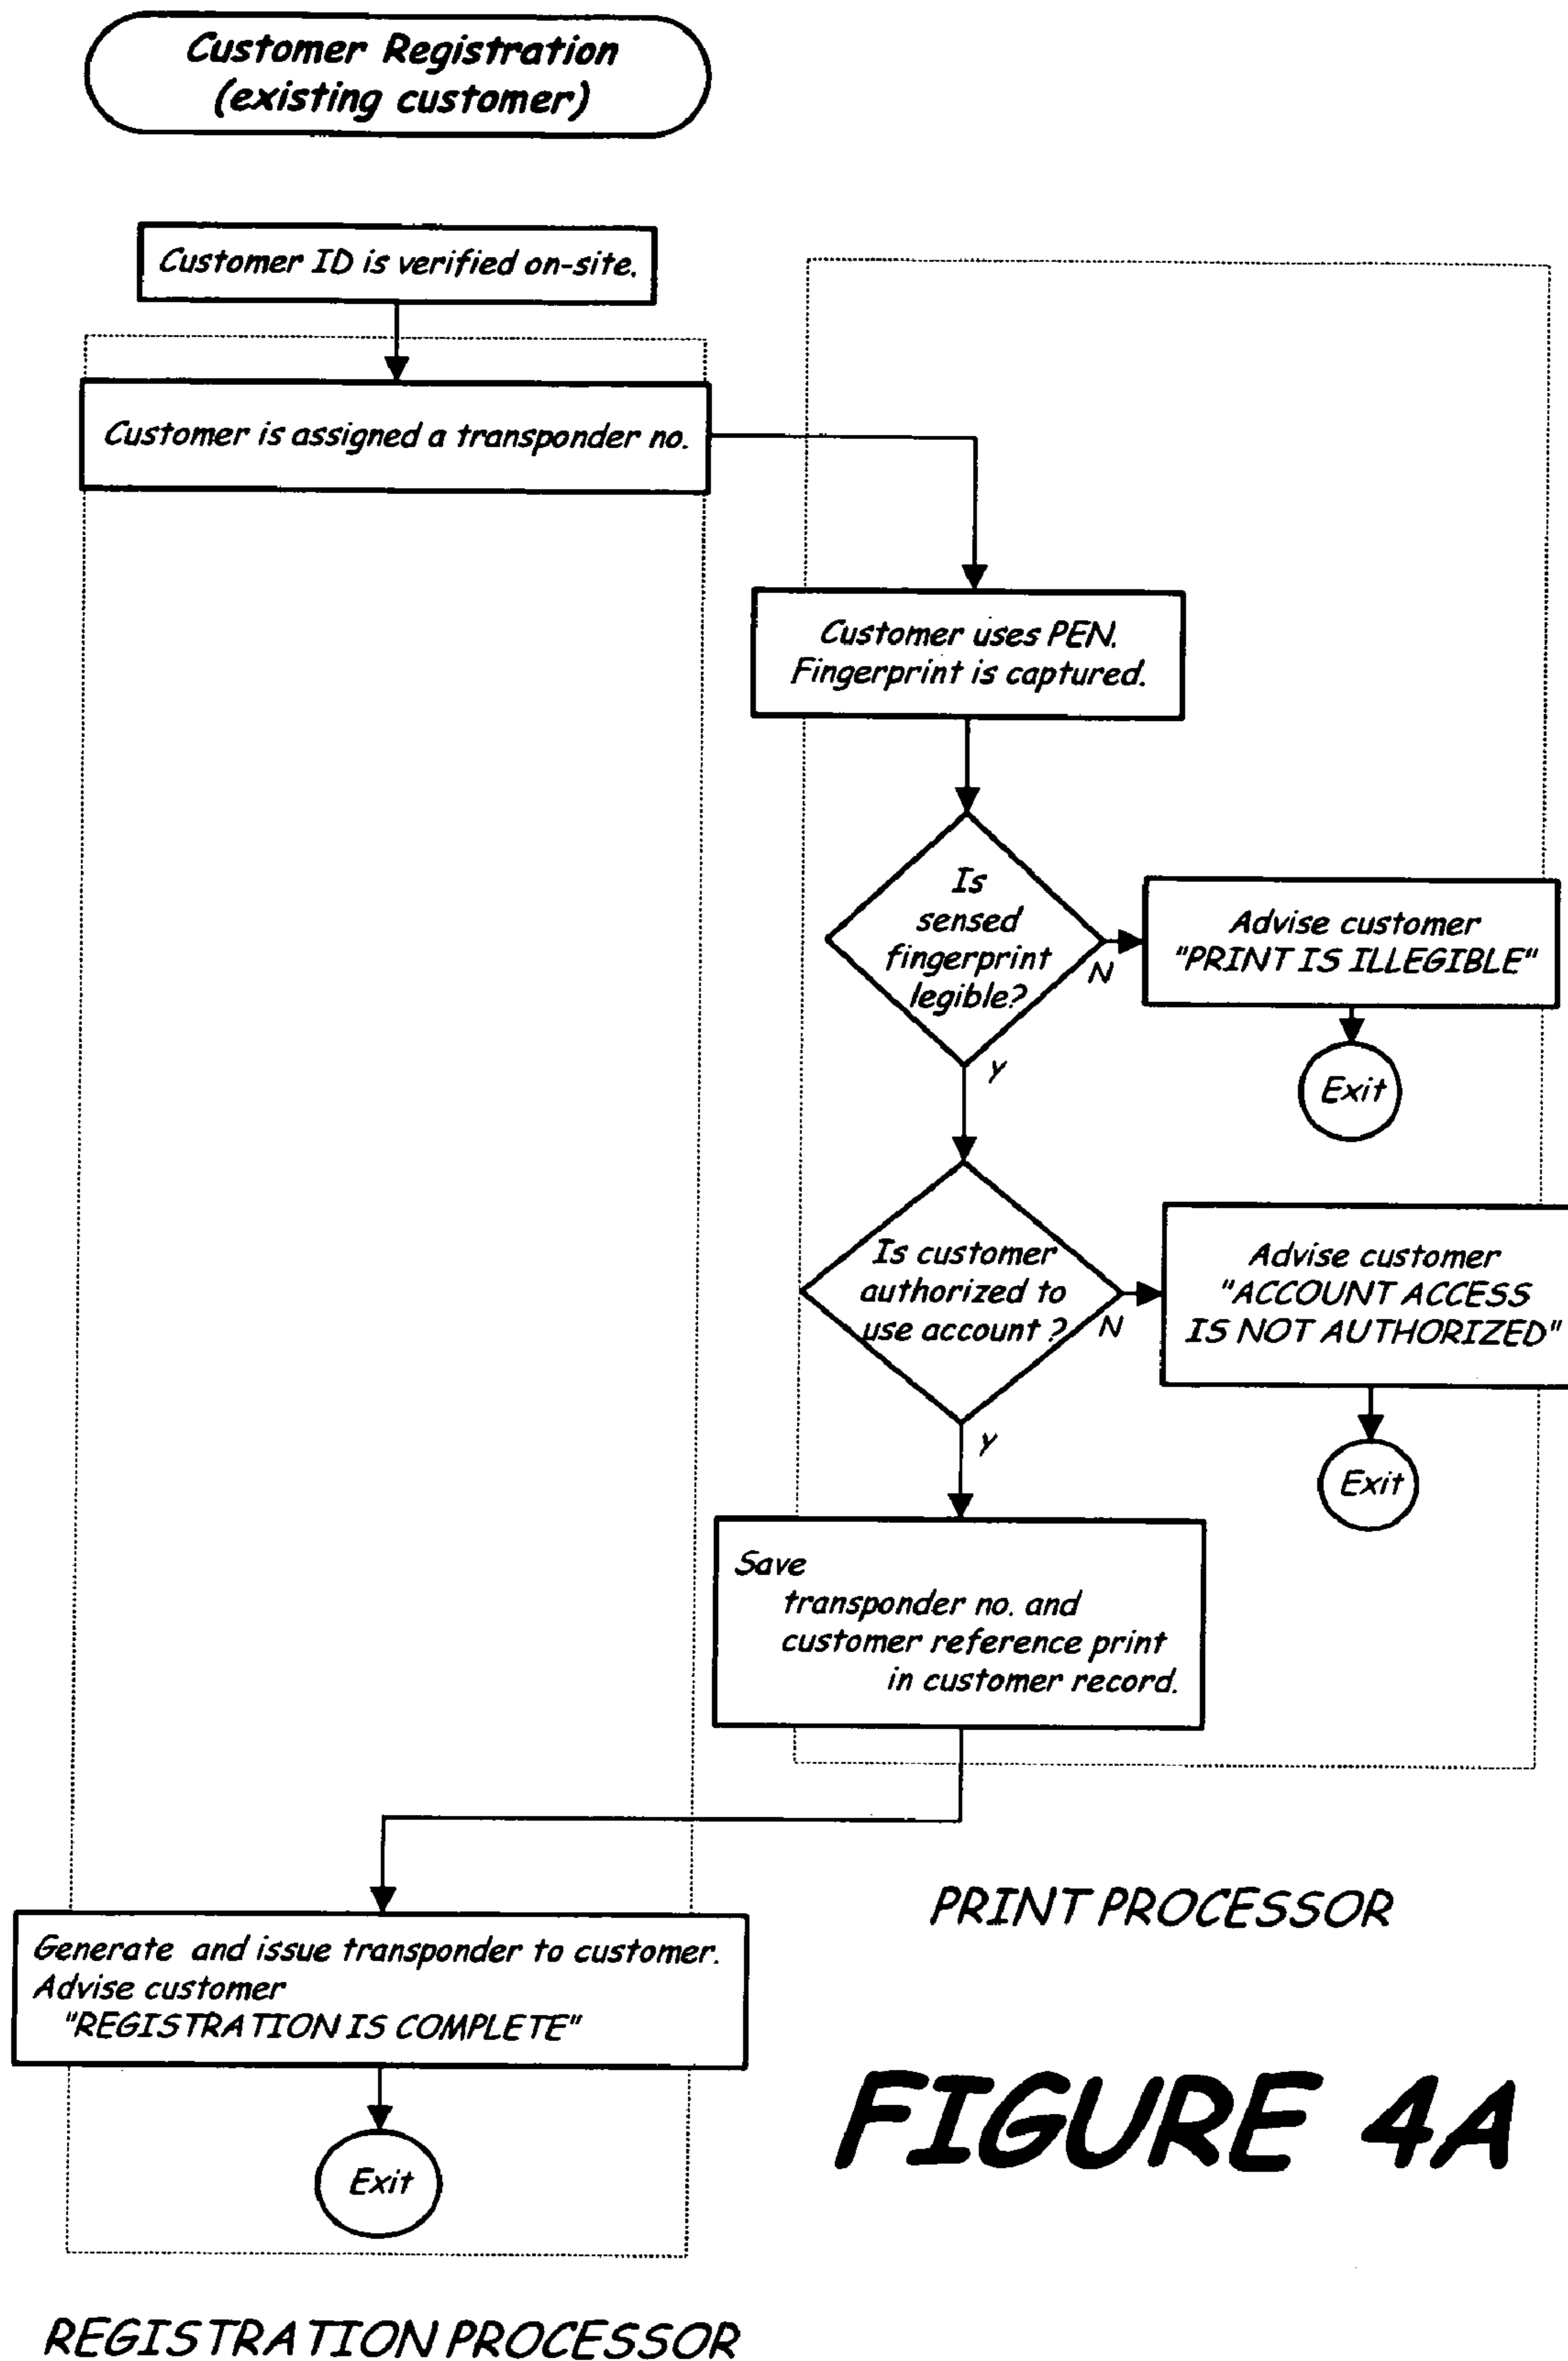 Customer Registration
(existing customer)
Customer ID is verified on-site.
Customer is assigned a transponder no.
Customer uses PEN.
Fingerprint is captured.
Is
sensed
fingerprint
legible?
N
Advise customer
"PRINT IS ILLEGIBLE"
Exit
Y
Is customer
authorized to
use account ?
N
Advise customer
"ACCOUNT ACCESS
IS NOT AUTHORIZED"
Exit
Y
Save
transponder no. and
customer reference print
in customer record.
PRINT PROCESSOR
Generate and issue transponder to customer.
Advise customer
"REGISTRATION IS COMPLETE"
Exit
FIGURE 4A
REGISTRATION PROCESSOR